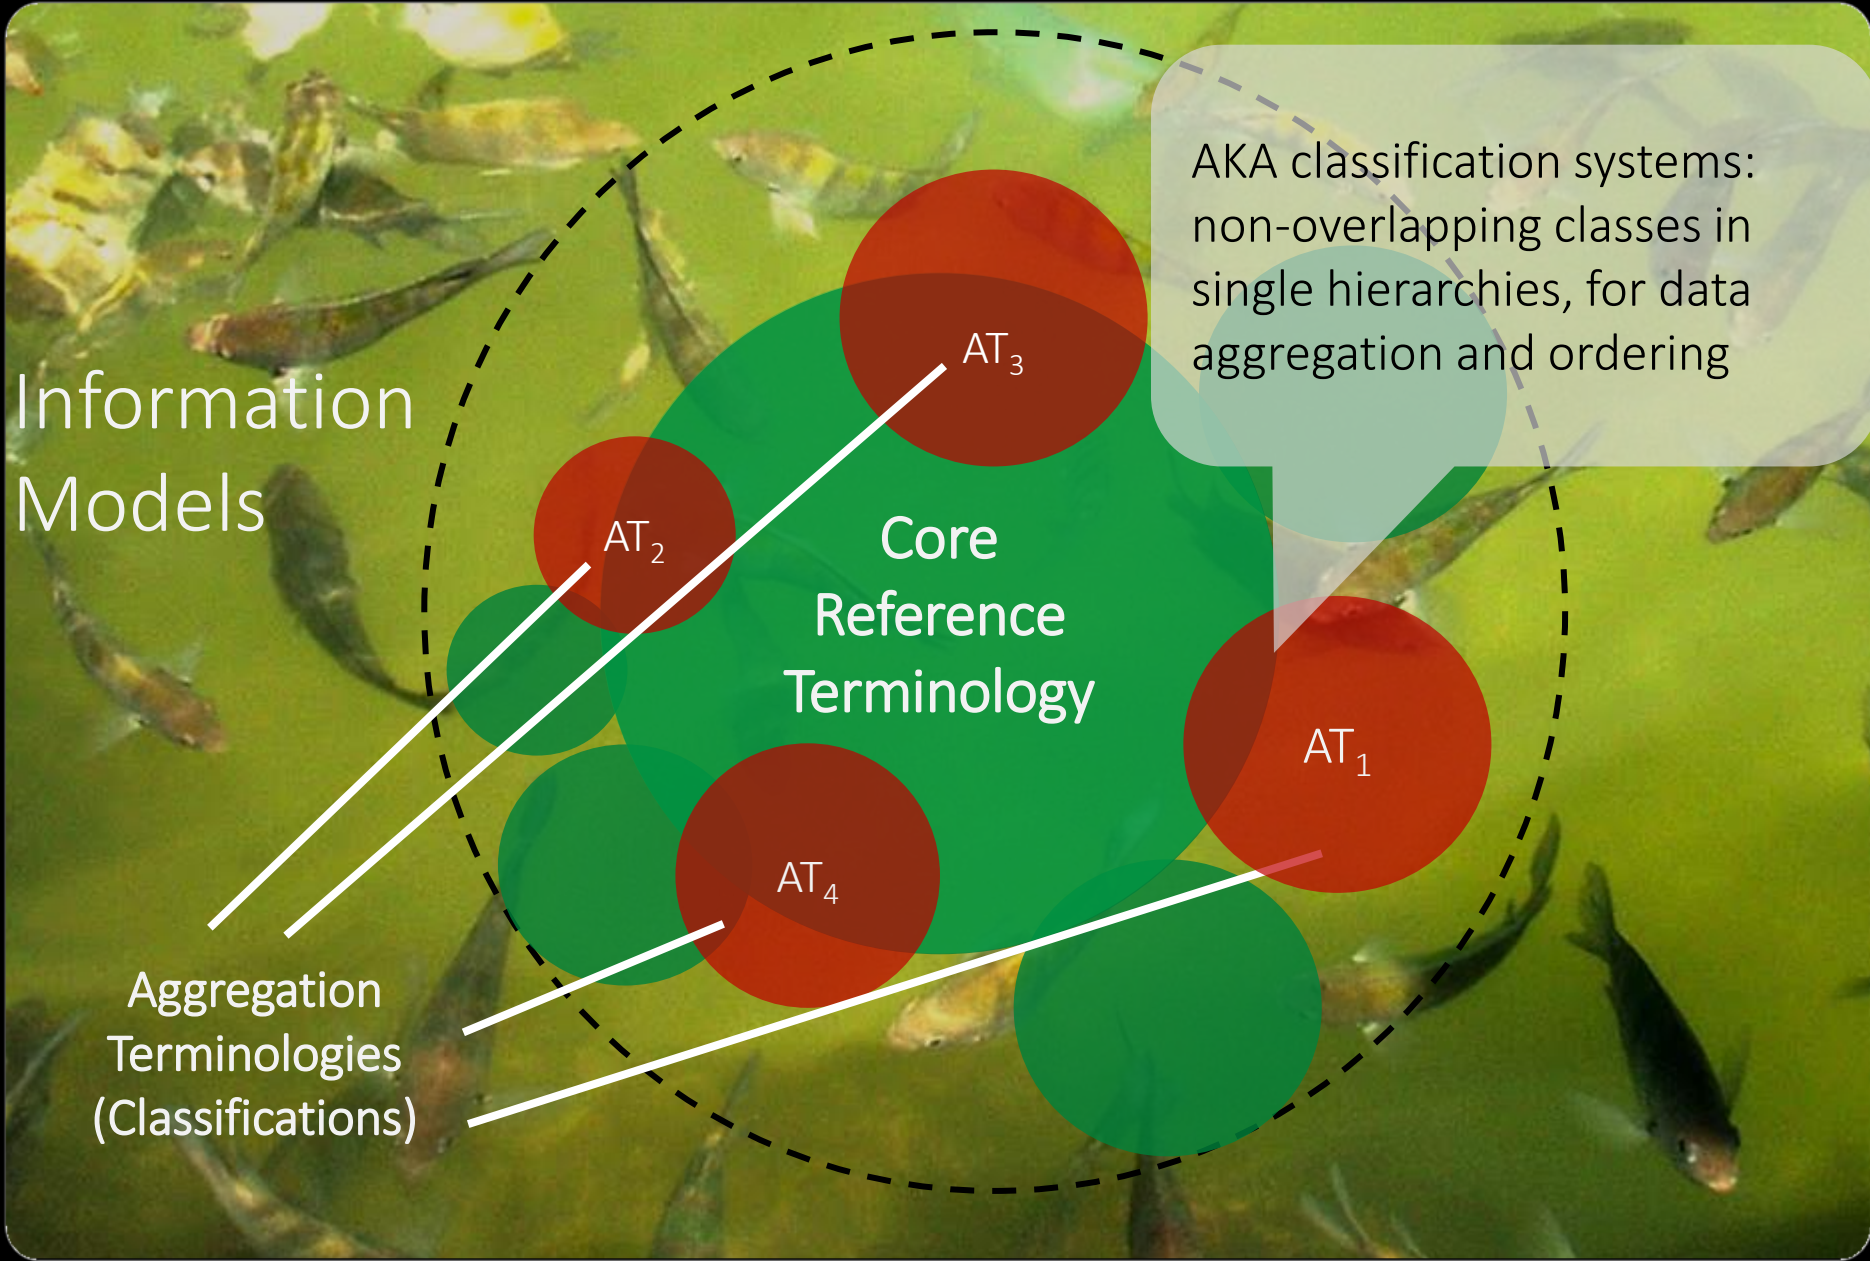 AKA classification systems:
non-overlapping classes in
single hierarchies, for data
aggregation and ordering
Information
Models
AT3
AT2
Core
Reference
Terminology
AT1
AT4
Aggregation
Terminologies
(Classifications)